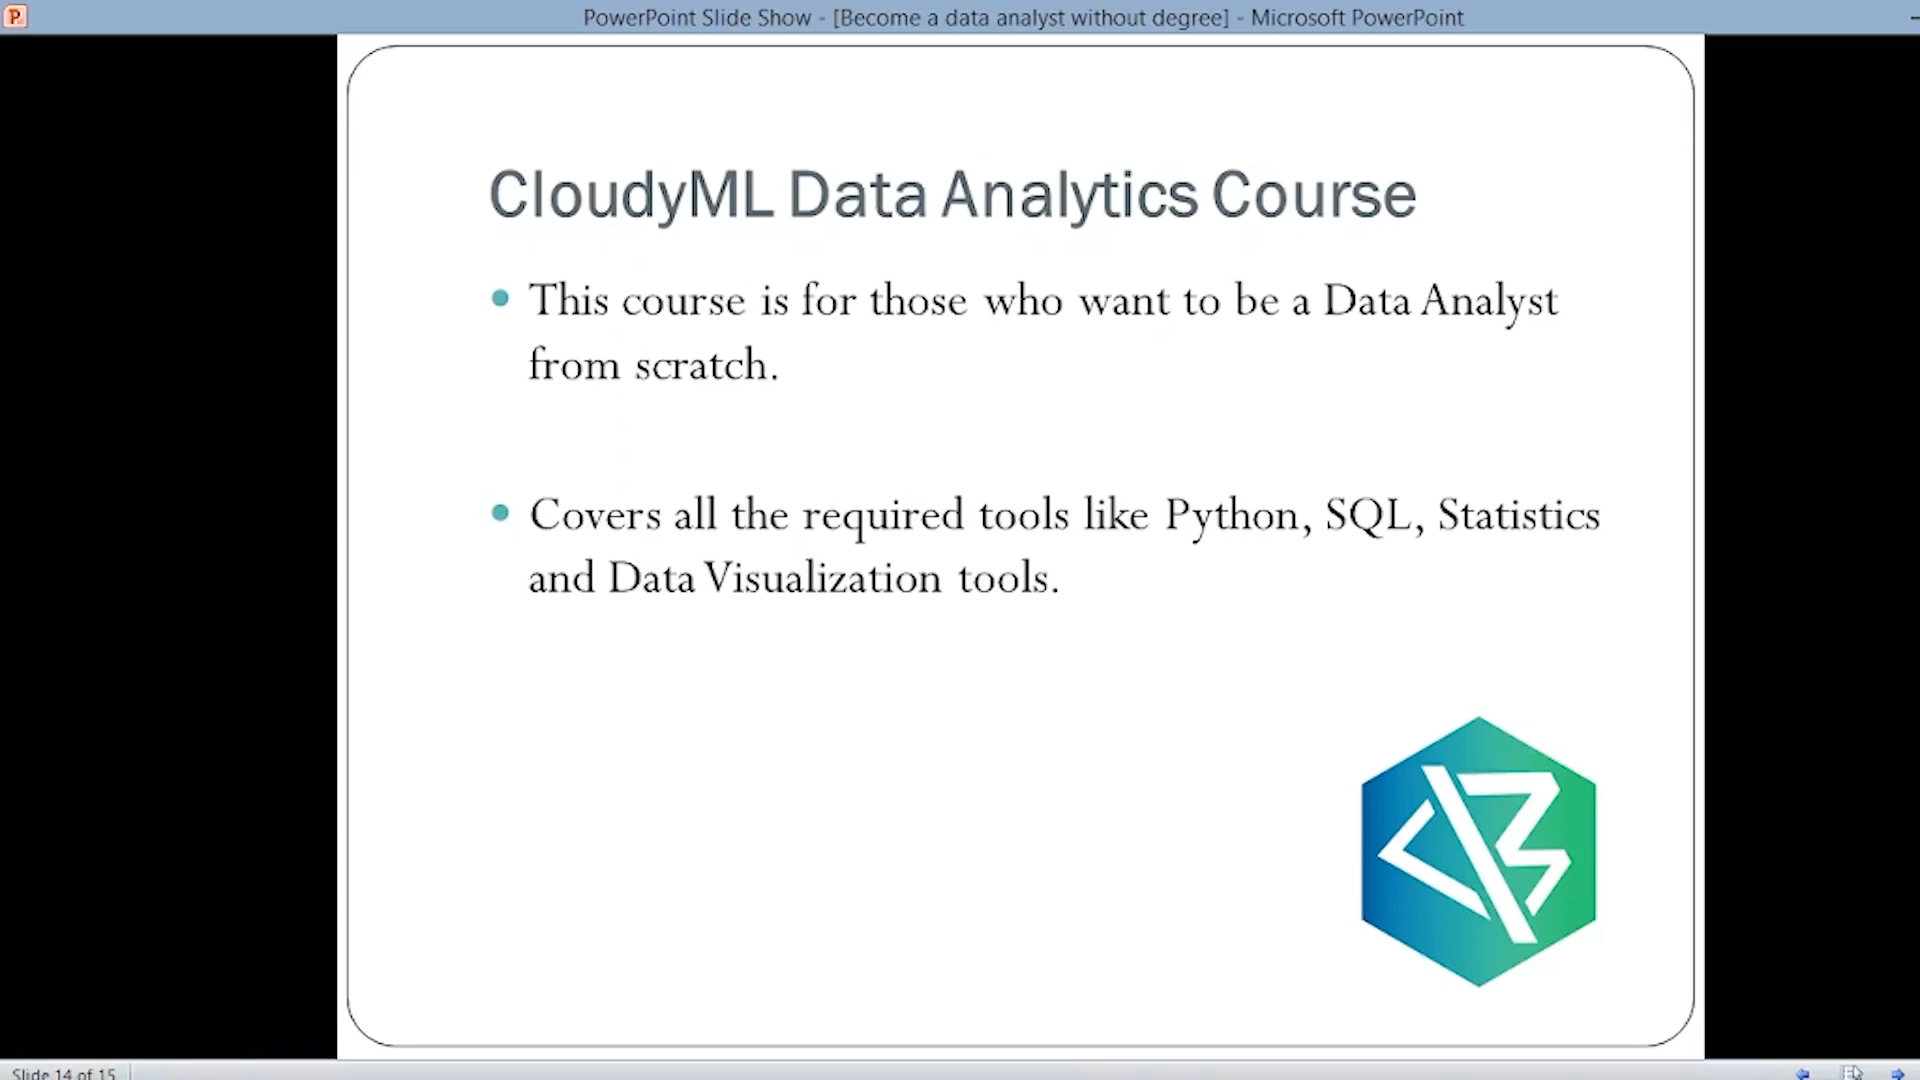 PowerPoint Slide Show - [Become a data analyst without degree] - Microsoft PowerPoint
CloudyML Data Analytics Course
• This course is for those who want to be a Data Analyst
from scratch.
• Covers all the required tools like Python, SQL, Statistics
and Data Visualization tools.
Slide 14 of 15